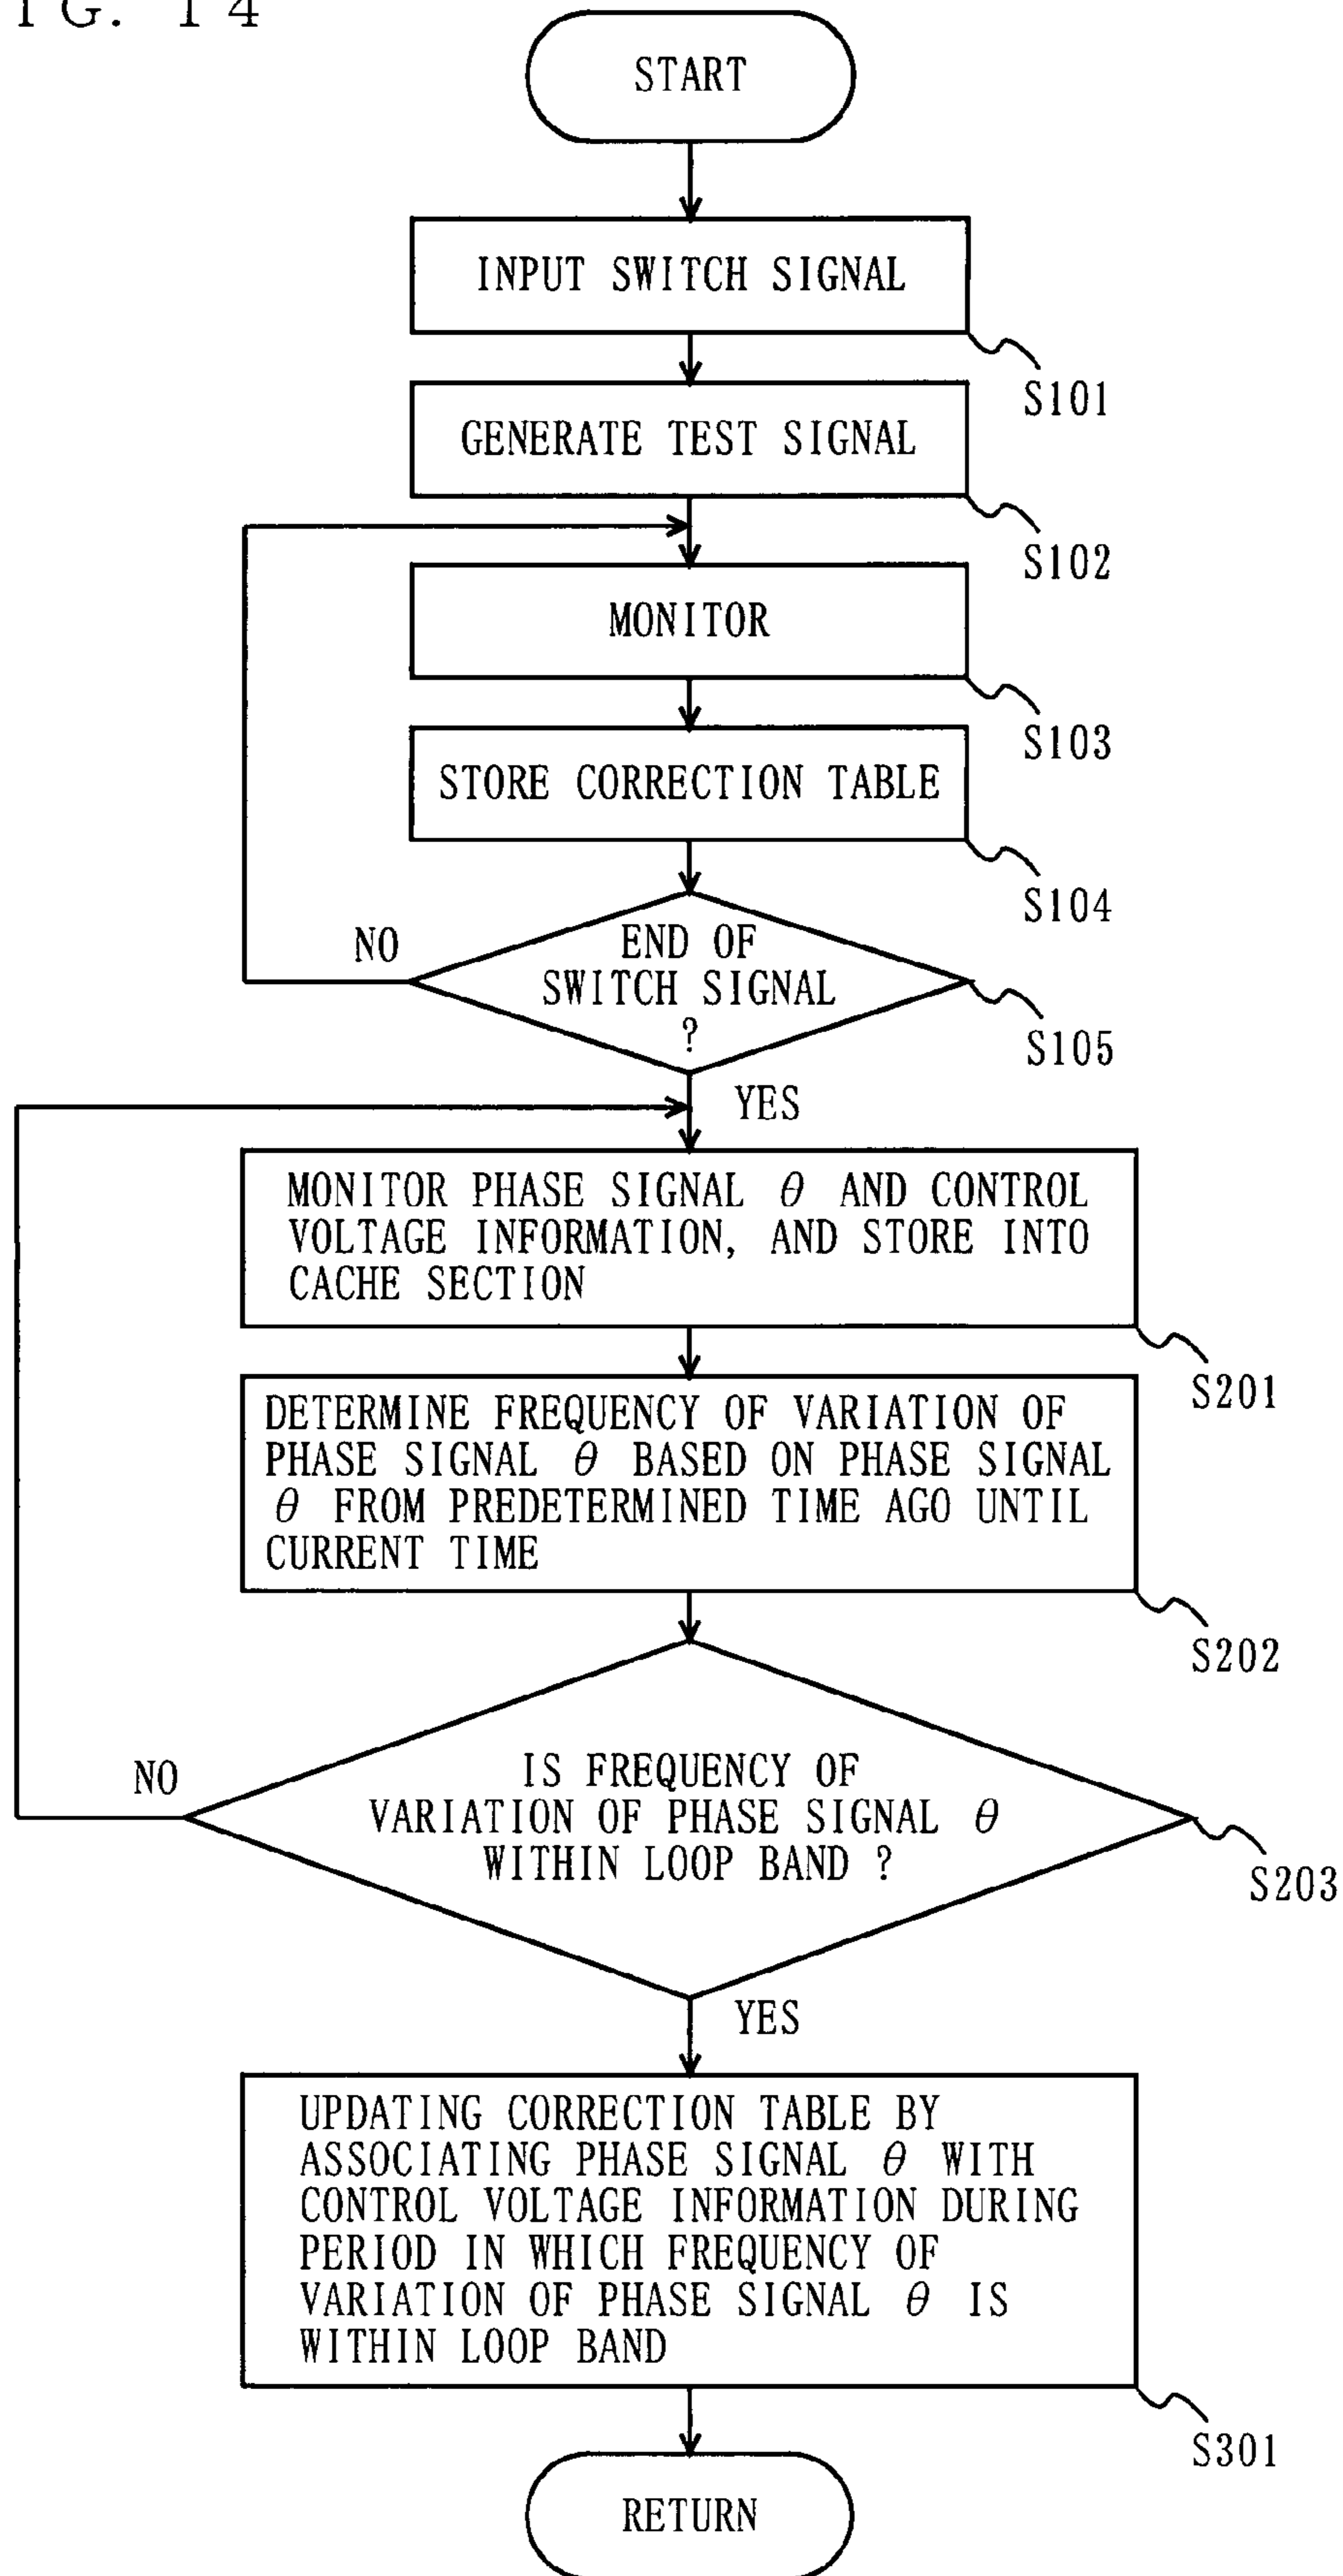 IG. 14
START
INPUT SWITCH SIGNAL
S101
GENERATE TEST SIGNAL
S102
MONITOR
S103
STORE CORRECTION TABLE
S104
NO
END OF
SWITCH SIGNAL
?
S105
YES
MONITOR PHASE SIGNAL θ AND CONTROL
VOLTAGE INFORMATION, AND STORE INTO
CACHE SECTION
S201
DETERMINE FREQUENCY OF VARIATION OF
PHASE SIGNAL θ BASED ON PHASE SIGNAL
θ FROM PREDETERMINED TIME AGO UNTIL
CURRENT TIME
S202
NO
IS FREQUENCY OF
VARIATION OF PHASE SIGNAL θ
WITHIN LOOP BAND ?
S203
YES
UPDATING CORRECTION TABLE BY
ASSOCIATING PHASE SIGNAL θ WITH
CONTROL VOLTAGE INFORMATION DURING
PERIOD IN WHICH FREQUENCY OF
VARIATION OF PHASE SIGNAL θ IS
WITHIN LOOP BAND
S301
RETURN